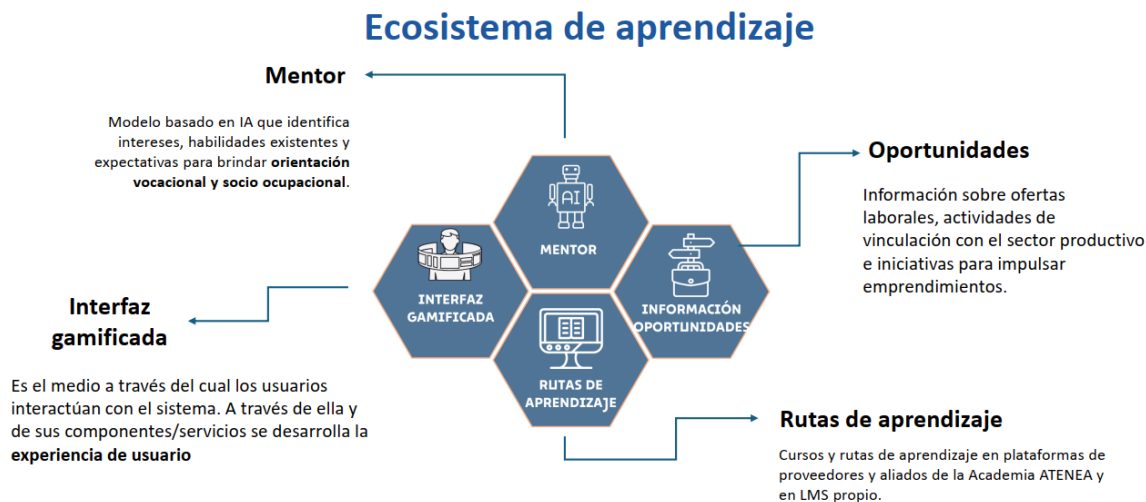 Ecosistema de aprendizaje
Mentor
Modelo basado en IA que identifica
intereses, habilidades existentes y
expectativas para brindar orientación
vocacional y socio ocupacional.
Oportunidades
Información sobre ofertas
laborales, actividades de
vinculación con el sector productivo
e iniciativas para impulsar
emprendimientos.
AI
MENTOR
INTERFAZ
GAMIFICADA
INFORMACIÓN
OPORTUNIDADES
RUTAS DE
APRENDIZAJE
Interfaz
gamificada
Es el medio a través del cual los usuarios
interactúan con el sistema. A través de ella y
de sus componentes/servicios se desarrolla la
experiencia de usuario
Rutas de aprendizaje
Cursos y rutas de aprendizaje en plataformas de
proveedores y aliados de la Academia ATENEA y
en LMS propio.